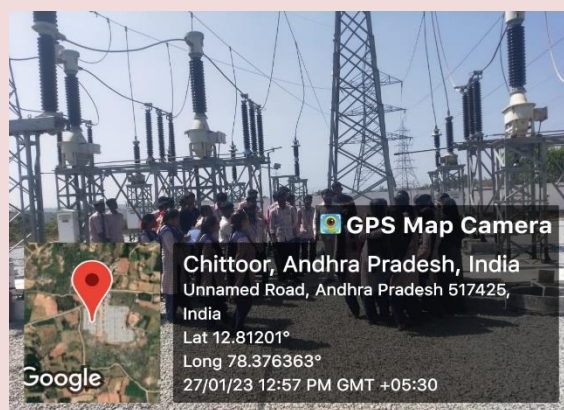 GPS Map Camera
Chittoor, Andhra Pradesh, India
Unnamed Road, Andhra Pradesh 517425,
India
Lat 12.81201°
Long 78.376363°
27/01/23 12:57 PM GMT +05:30
Google